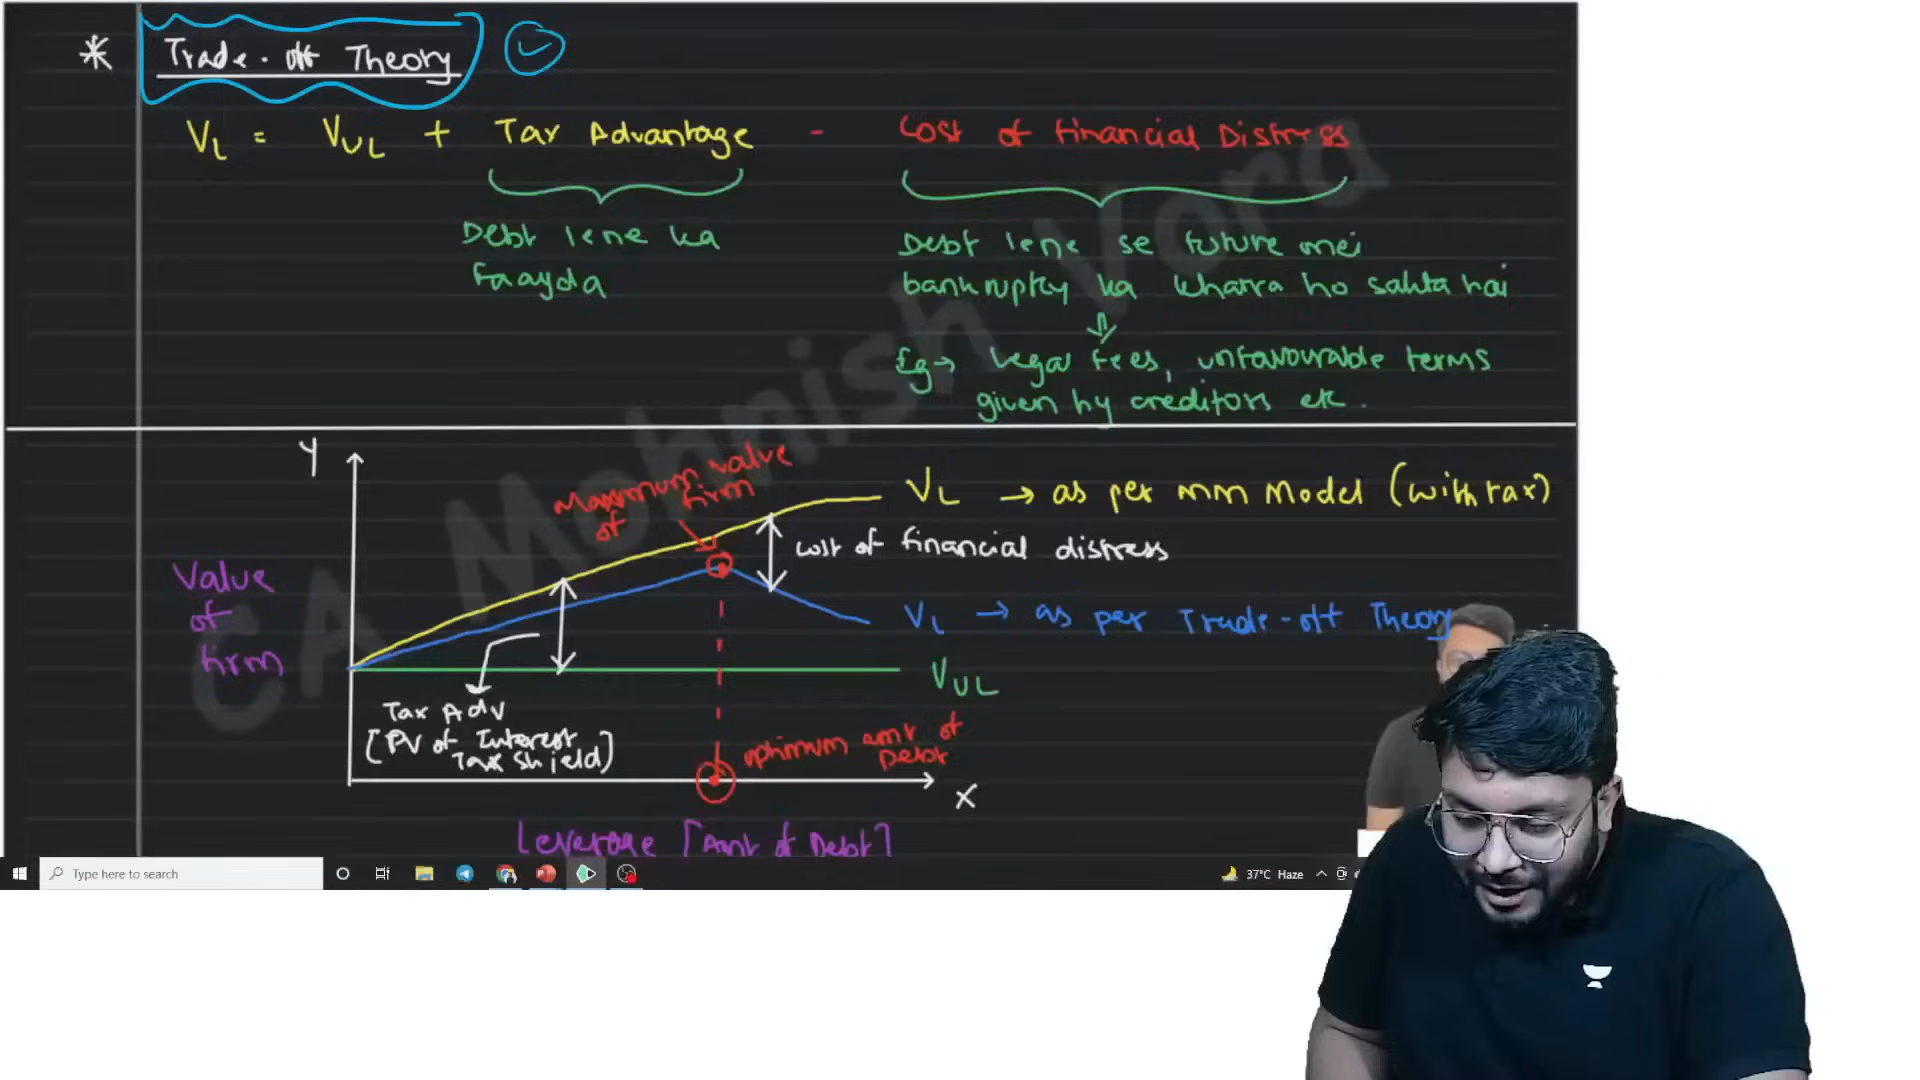 * Trade-off Theory
VL = VUL + Tax Advantage - Cost of Financial Distress
Debt lene ka
Faayda
Debt lene se future mei
bankruptcy ka khatra ho sakta hai
Eg → Legal Fees, unfavourable terms
given by creditors etc.
Y
Maximum value
of firm
VL → as per MM Model (with tax)
cost of financial distress
Value
of
firm
VL → as per Trade-off Theory
VUL
Tax Adv
[PV of Interest
Tax Shield]
optimum amt of
Debt
X
Leverage [Amt of Debt]
CA Mohnish Vora
Type here to search
37°C Haze